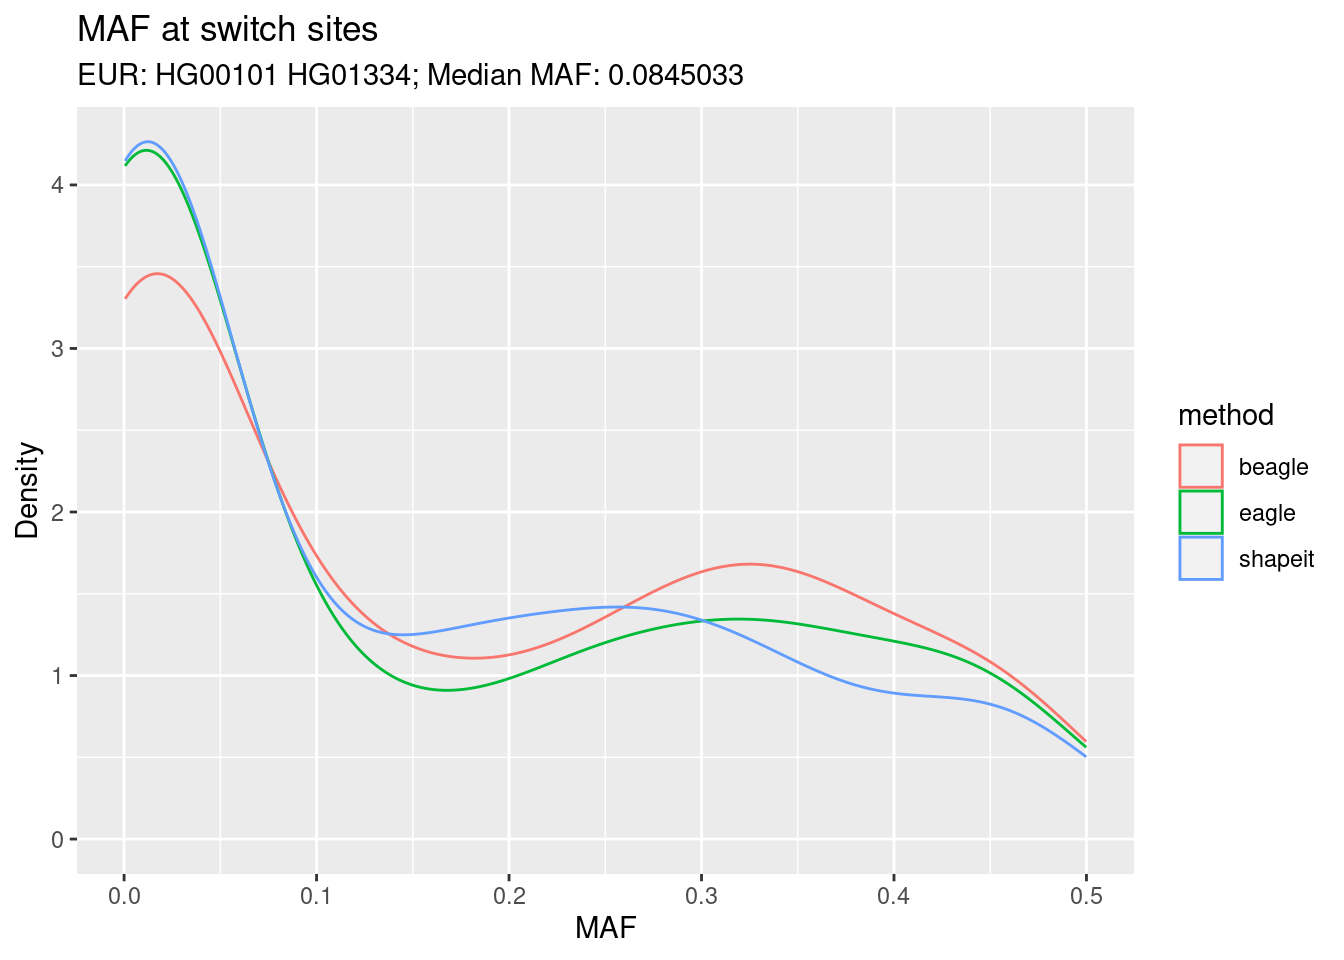 MAF at switch sites
EUR: HG00101 HG01334; Median MAF: 0.0845033
Density
4
3
2
1
0
0.0 0.1 0.2 0.3 0.4 0.5
MAF
method
beagle
eagle
shapeit